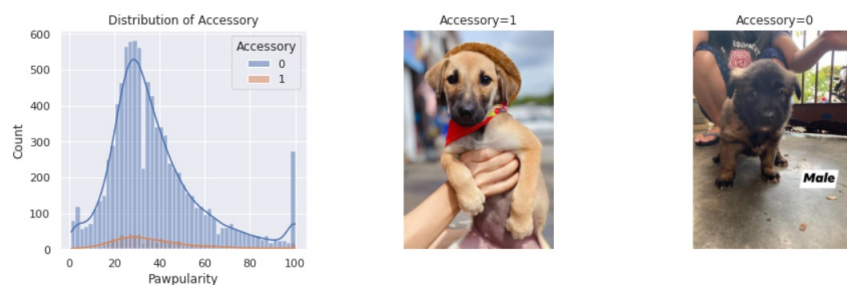 Distribution of Accessory
Accessory=1
Accessory=0
Accessory
0
1
600
500
400
300
200
100
0
Count
0
20
40
60
80
100
Pawpularity
EQUIPMENT
Male